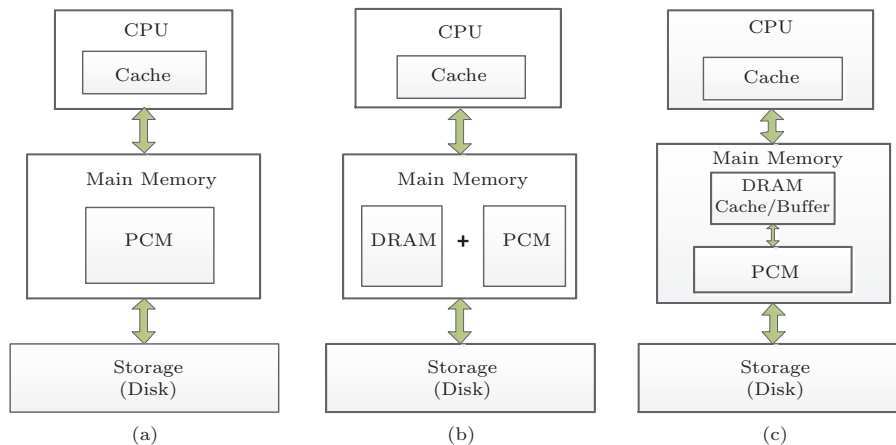 CPU
Cache
Main Memory
PCM
Storage
(Disk)
(a)
CPU
Cache
Main Memory
DRAM + PCM
Storage
(Disk)
(b)
CPU
Cache
Main Memory
DRAM
Cache/Buffer
PCM
Storage
(Disk)
(c)